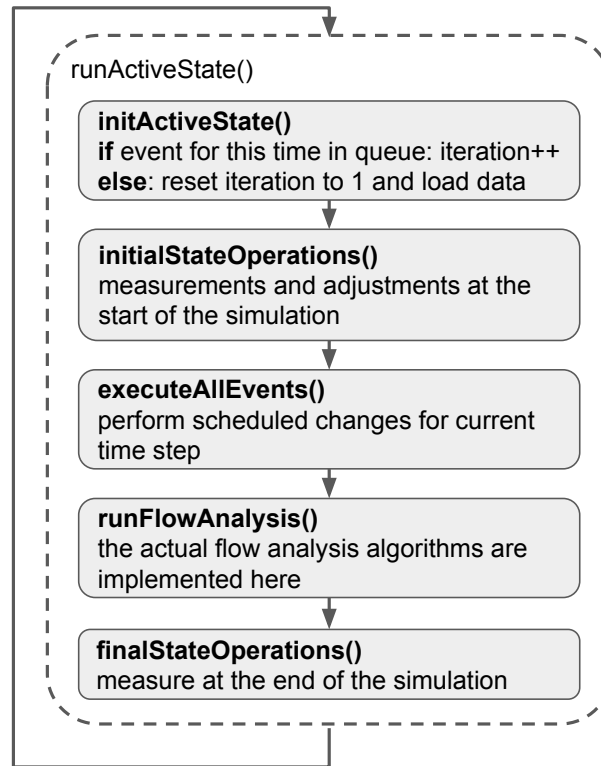 runActiveState()
initActiveState()
if event for this time in queue: iteration++
else: reset iteration to 1 and load data
initialStateOperations()
measurements and adjustments at the
start of the simulation
executeAllEvents()
perform scheduled changes for current
time step
runFlowAnalysis()
the actual flow analysis algorithms are
implemented here
finalStateOperations()
measure at the end of the simulation